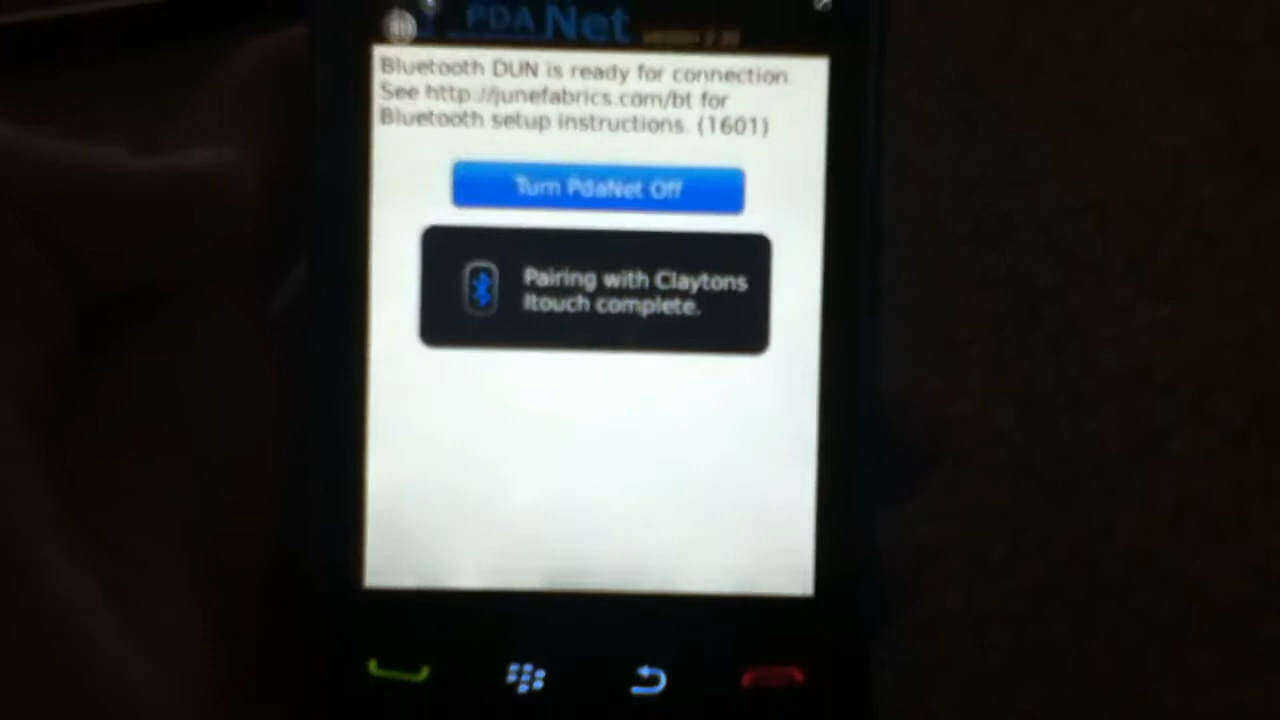 PDA Net
Bluetooth DUN is ready for connection.
See http://junefabrics.com/bt for
Bluetooth setup instructions. (1601)
Turn PdaNet Off
Pairing with Claytons
Itouch complete.